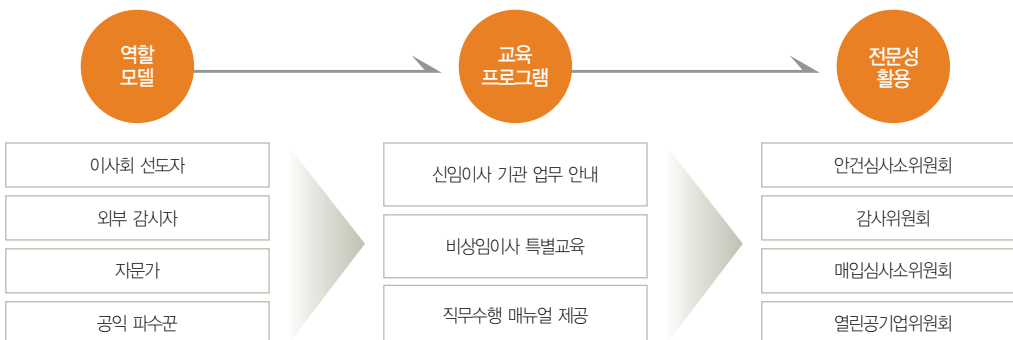 역할
모델
교육
프로그램
전문성
활용
이사회 선도자
외부 감시자
자문가
공익 파수꾼
신임이사 기관 업무 안내
비상임이사 특별교육
직무수행 매뉴얼 제공
안건심사소위원회
감사위원회
매입심사소위원회
열린공기업위원회